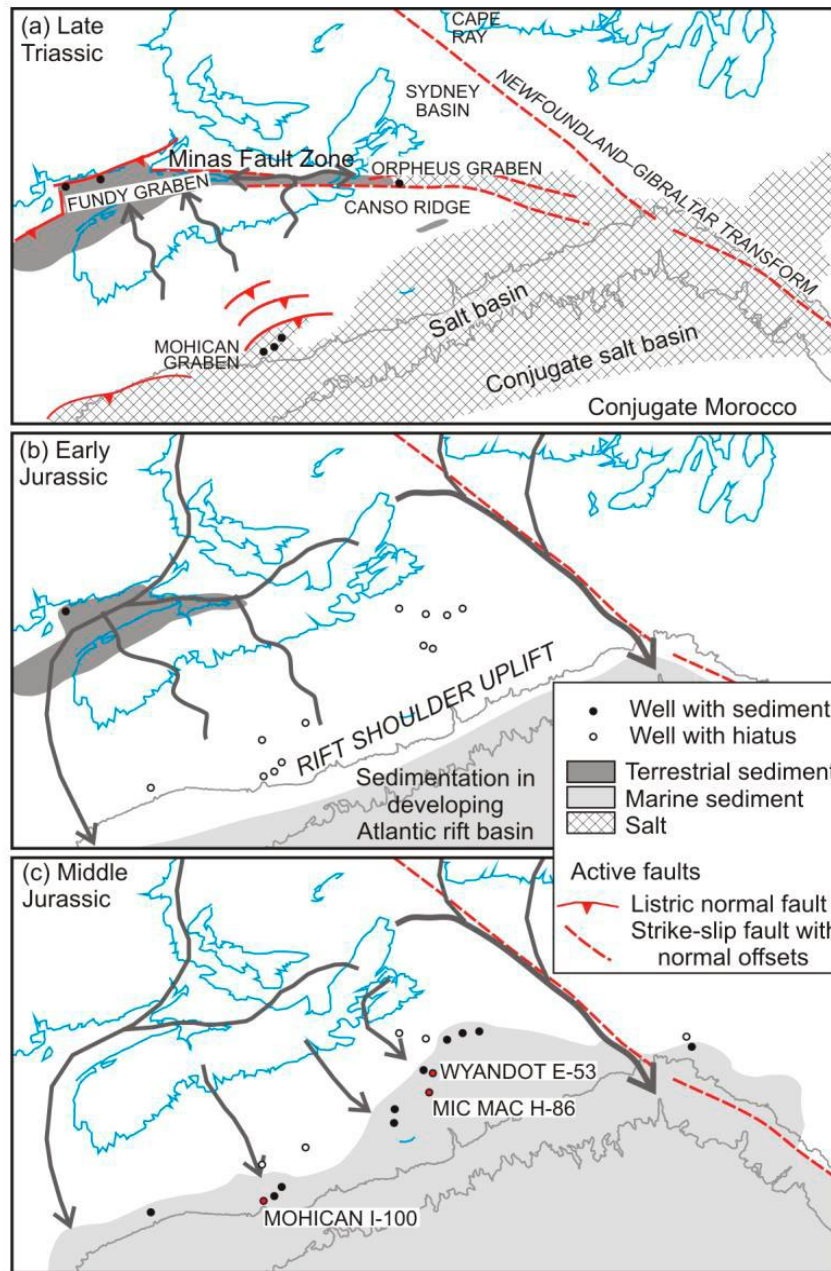 (a) Late
Triassic
CAPE
RAY
SYDNEY
BASIN
NEWFOUNDLAND–GIBRALTAR TRANSFORM
Minas Fault Zone
ORPHEUS GRABEN
FUNDY GRABEN
CANSO RIDGE
Salt basin
MOHICAN
GRABEN
Conjugate salt basin
Conjugate Morocco
(b) Early
Jurassic
RIFT SHOULDER UPLIFT
Sedimentation in
developing
Atlantic rift basin
Well with sediment
Well with hiatus
Terrestrial sediment
Marine sediment
Salt
Active faults
Listric normal fault
Strike-slip fault with
normal offsets
(c) Middle
Jurassic
WYANDOT E-53
MIC MAC H-86
MOHICAN I-100